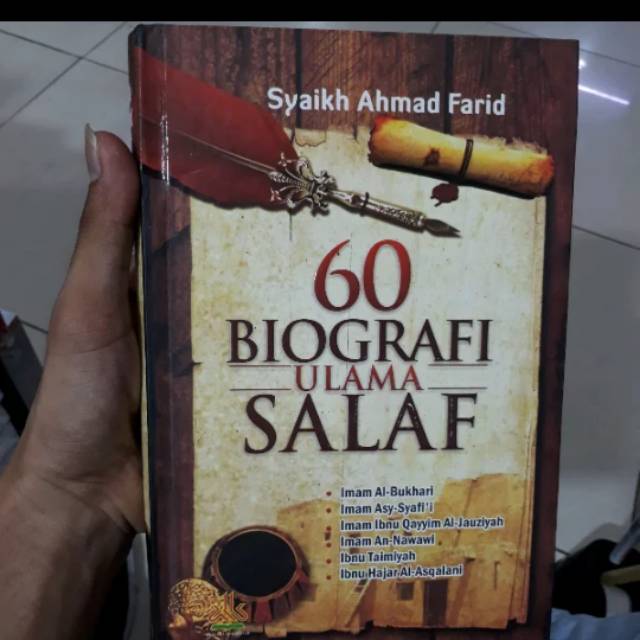 Syaikh Ahmad Farid
60
BIOGRAFI
ULAMA
SALAF
• Imam Al-Bukhari
• Imam Asy-Syafi'i
• Imam Ibnu Qayyim Al-Jauziyah
• Imam An-Nawawi
• Ibnu Taimiyah
• Ibnu Hajar Al-Asqalani